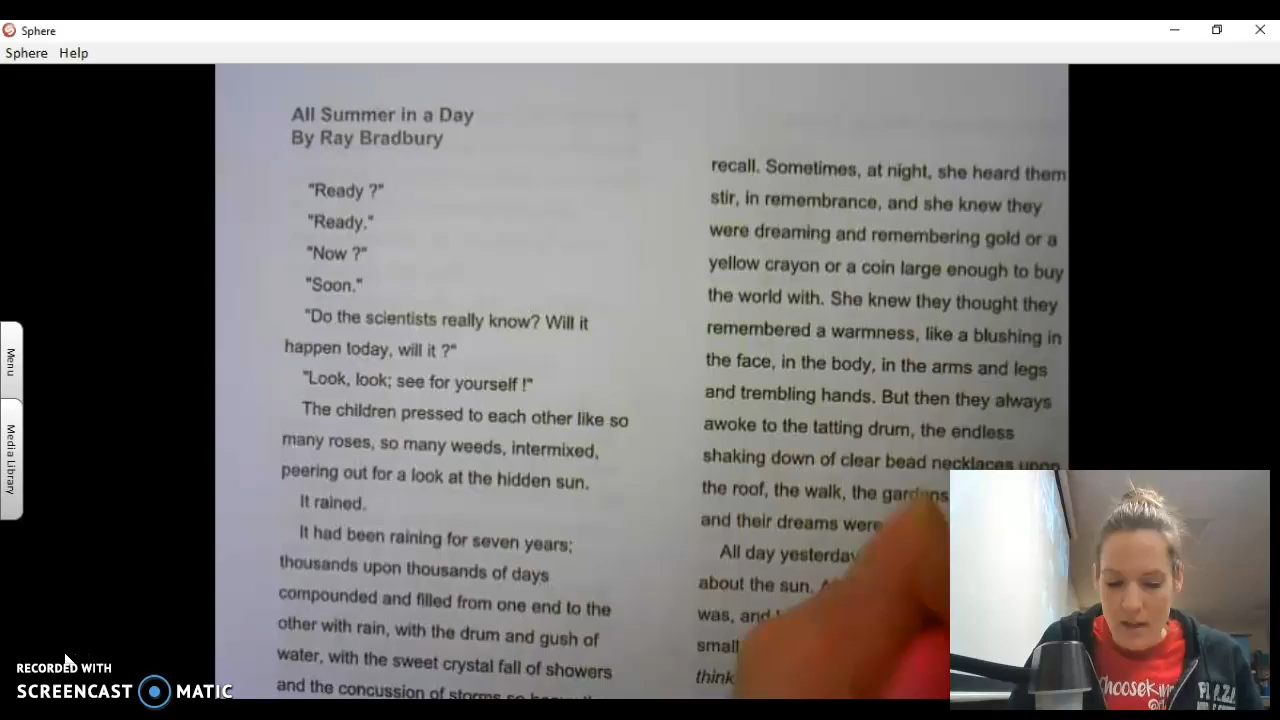 Sphere
Sphere Help
All Summer in a Day
By Ray Bradbury
"Ready ?"
"Ready."
"Now ?"
"Soon."
"Do the scientists really know? Will it
happen today, will it ?"
"Look, look; see for yourself !"
The children pressed to each other like so
many roses, so many weeds, intermixed,
peering out for a look at the hidden sun.
It rained.
It had been raining for seven years;
thousands upon thousands of days
compounded and filled from one end to the
other with rain, with the drum and gush of
water, with the sweet crystal fall of showers
and the concussion of storms so
recall. Sometimes, at night, she heard them
stir, in remembrance, and she knew they
were dreaming and remembering gold or a
yellow crayon or a coin large enough to buy
the world with. She knew they thought they
remembered a warmness, like a blushing in
the face, in the body, in the arms and legs
and trembling hands. But then they always
awoke to the tatting drum, the endless
shaking down of clear bead necklaces upon
the roof, the walk, the gardens
and their dreams were
All day yesterday
about the sun.
was, and
small
think
Menu
Media Library
RECORDED WITH
SCREENCAST MATIC